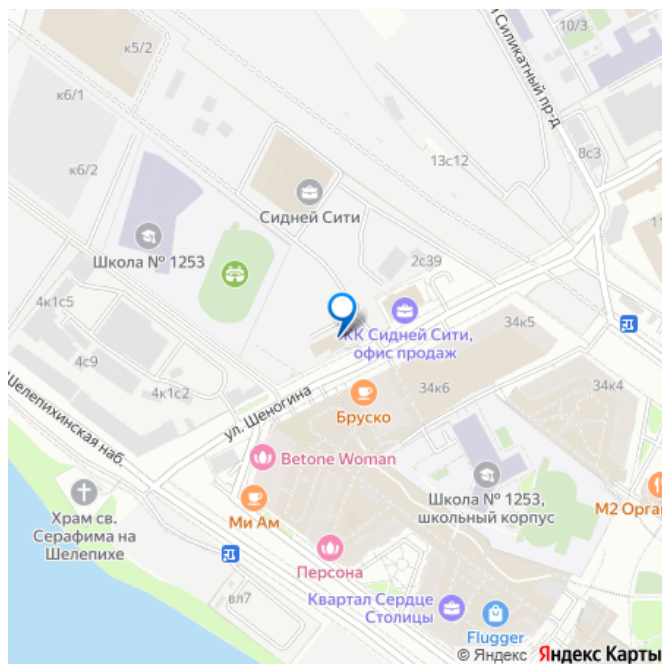 10/3
к5/2
й Силикатный пр-д
к6/1
8с3
13с12
к6/2
Сидней Сити
11
Школа № 1253
2с39
4к1с5
ЖК Сидней Сити,
офис продаж
34к5
4с9
34к6
34к4
4к1с2
Шелепихинская наб.
ул. Шеногина
Бруско
Betone Woman
Школа № 1253,
школьный корпус
М2 Орган
Храм св.
Серафима на
Шелепихе
Ми Ам
Персона
вл7
Квартал Сердце
Столицы
Flugger
© Яндекс Яндекс Карты